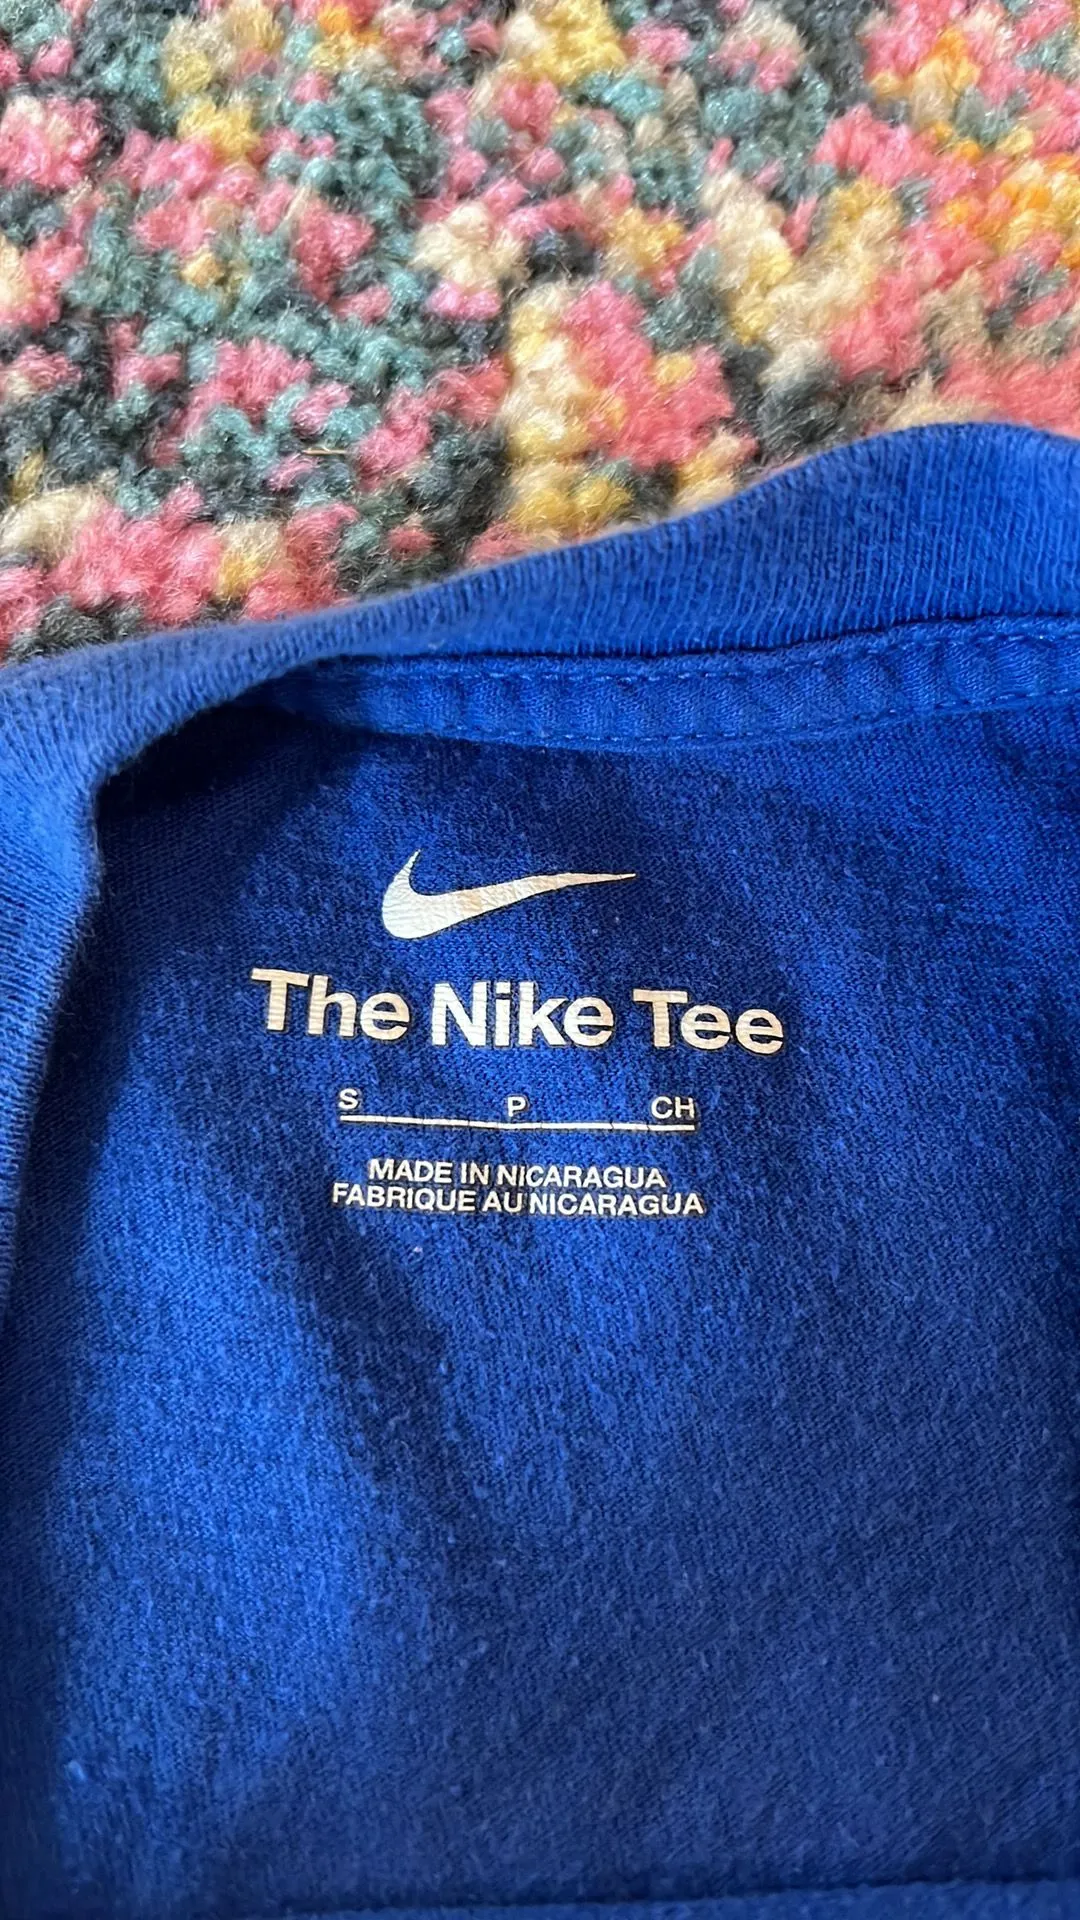 The Nike Tee
S P CH
MADE IN NICARAGUA
FABRIQUE AU NICARAGUA